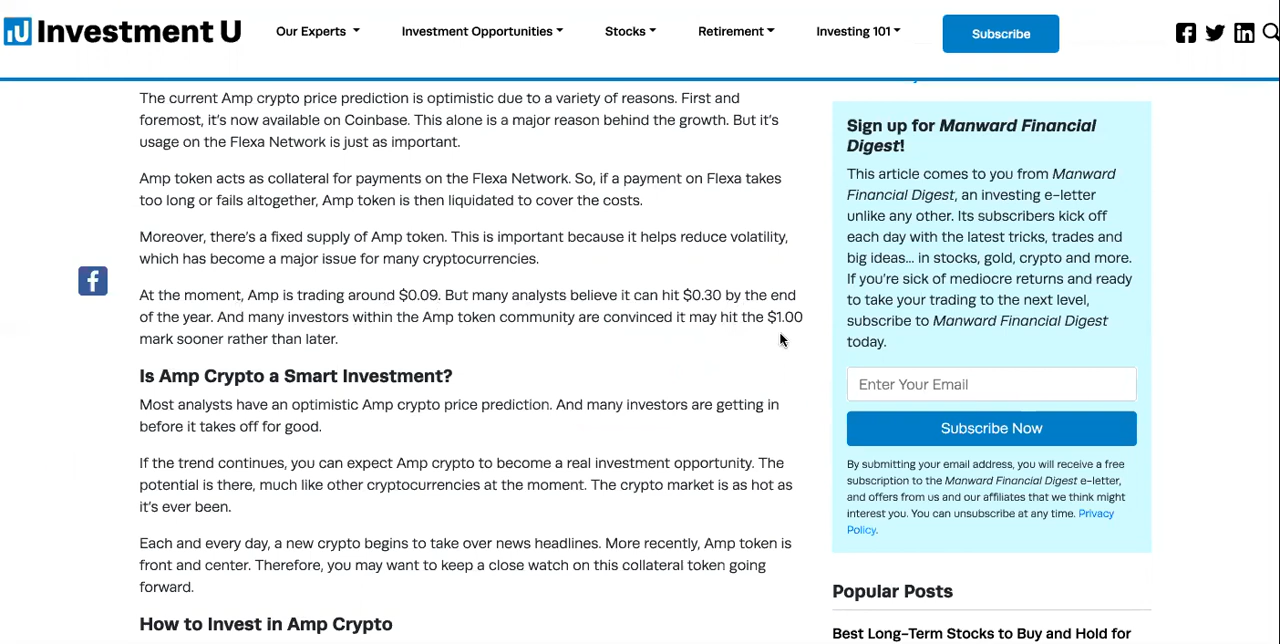 iU Investment U
Our Experts
Investment Opportunities
Stocks
Retirement
Investing 101
Subscribe
The current Amp crypto price prediction is optimistic due to a variety of reasons. First and
foremost, it's now available on Coinbase. This alone is a major reason behind the growth. But it's
usage on the Flexa Network is just as important.
Amp token acts as collateral for payments on the Flexa Network. So, if a payment on Flexa takes
too long or fails altogether, Amp token is then liquidated to cover the costs.
Moreover, there's a fixed supply of Amp token. This is important because it helps reduce volatility,
which has become a major issue for many cryptocurrencies.
At the moment, Amp is trading around $0.09. But many analysts believe it can hit $0.30 by the end
of the year. And many investors within the Amp token community are convinced it may hit the $1.00
mark sooner rather than later.
Is Amp Crypto a Smart Investment?
Most analysts have an optimistic Amp crypto price prediction. And many investors are getting in
before it takes off for good.
If the trend continues, you can expect Amp crypto to become a real investment opportunity. The
potential is there, much like other cryptocurrencies at the moment. The crypto market is as hot as
it's ever been.
Each and every day, a new crypto begins to take over news headlines. More recently, Amp token is
front and center. Therefore, you may want to keep a close watch on this collateral token going
forward.
How to Invest in Amp Crypto
Sign up for Manward Financial
Digest!
This article comes to you from Manward
Financial Digest, an investing e-letter
unlike any other. Its subscribers kick off
each day with the latest tricks, trades and
big ideas... in stocks, gold, crypto and more.
If you're sick of mediocre returns and ready
to take your trading to the next level,
subscribe to Manward Financial Digest
today.
Enter Your Email
Subscribe Now
By submitting your email address, you will receive a free
subscription to the Manward Financial Digest e-letter,
and offers from us and our affiliates that we think might
interest you. You can unsubscribe at any time. Privacy
Policy.
Popular Posts
Best Long-Term Stocks to Buy and Hold for